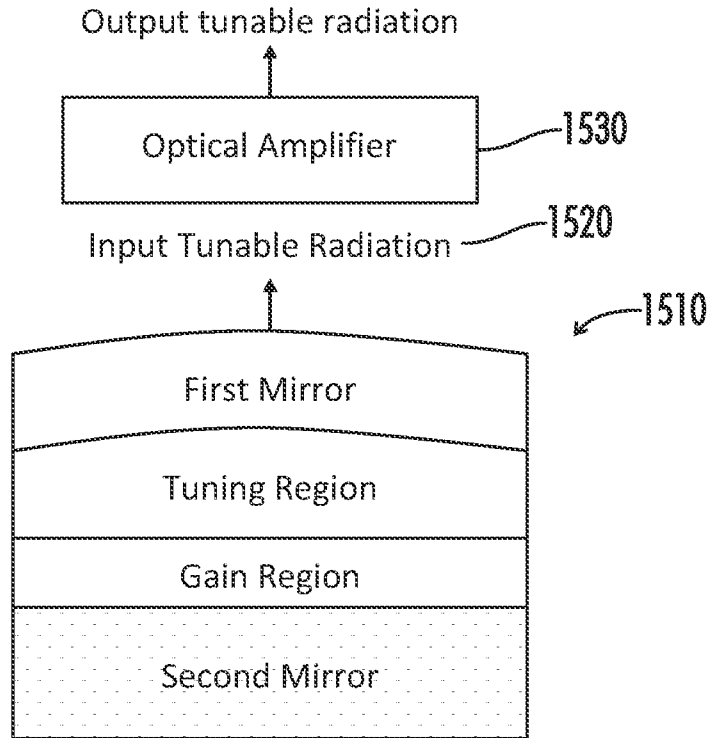 Output tunable radiation
Optical Amplifier
1530
Input Tunable Radiation
1520
1510
First Mirror
Tuning Region
Gain Region
Second Mirror